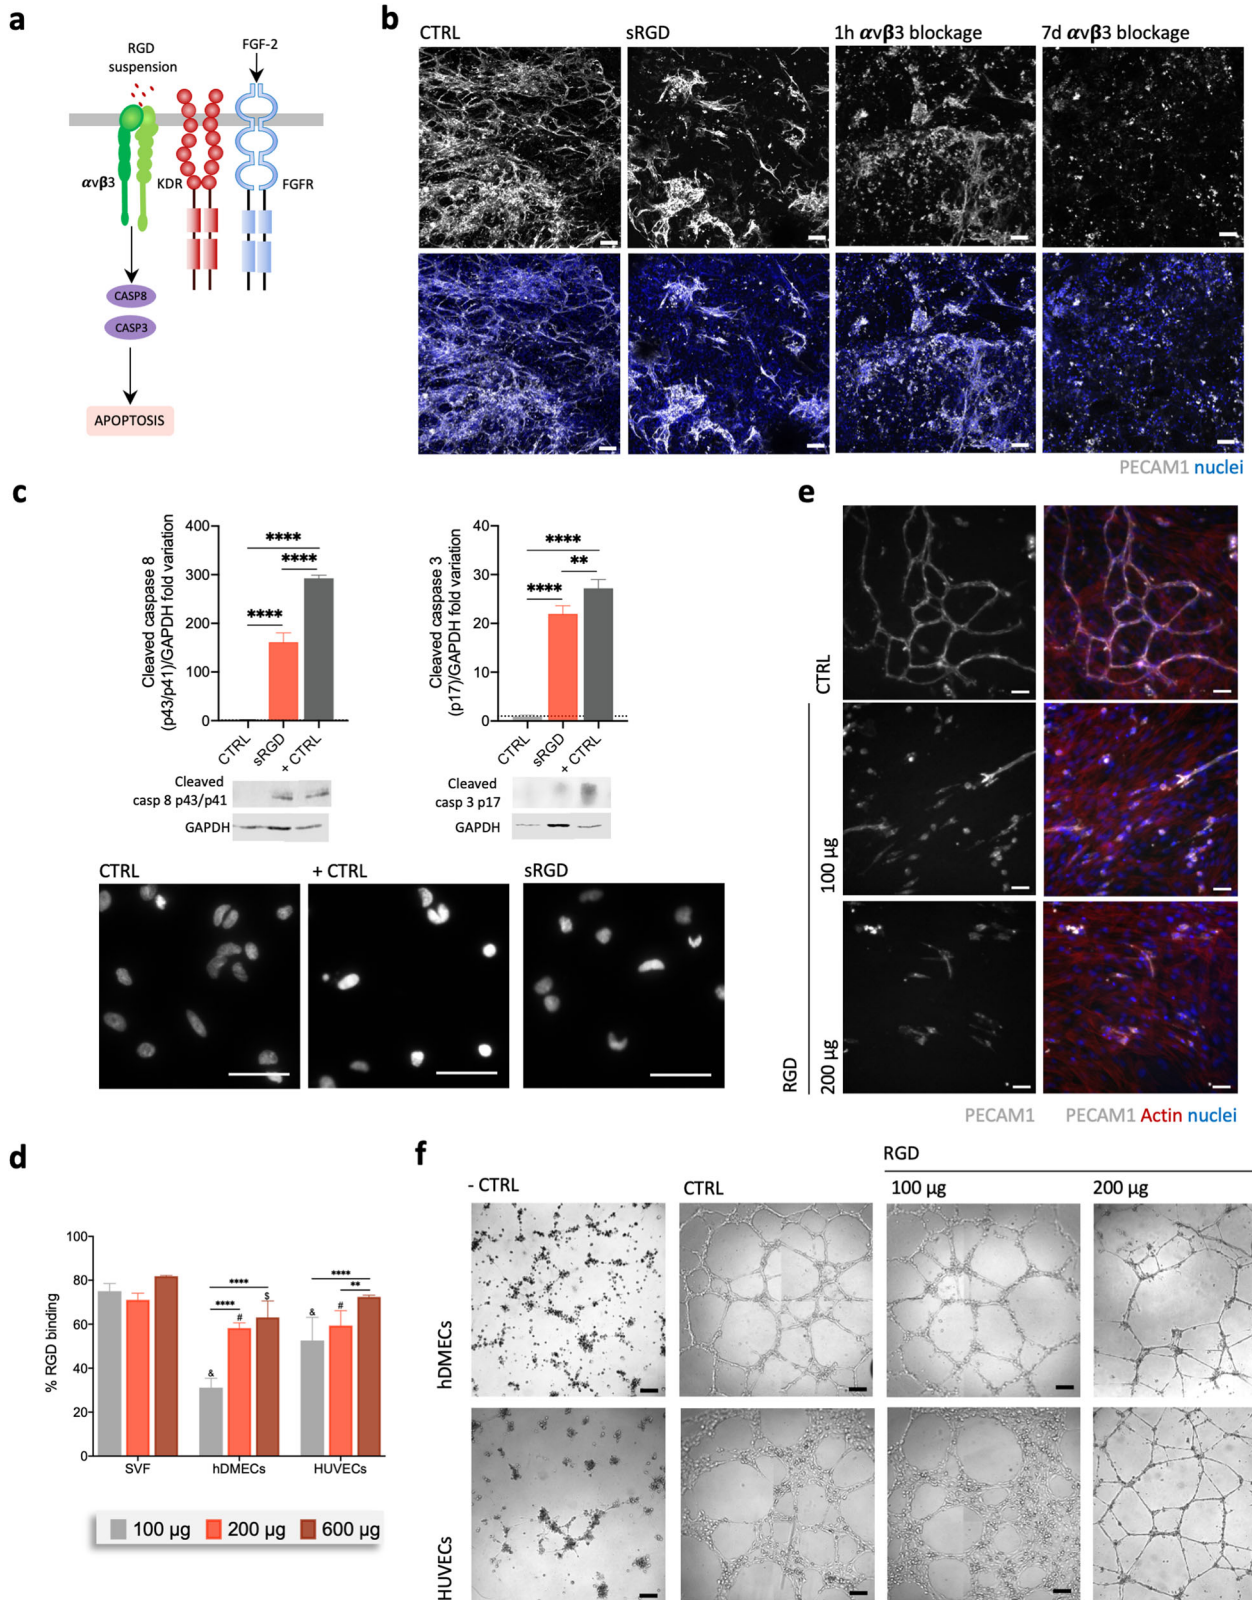 a
RGD
suspension
FGF-2
αvβ3
KDR
FGFR
CASP8
CASP3
APOPTOSIS
b
CTRL
sRGD
1h αvβ3 blockage
7d αvβ3 blockage
PECAM1 nuclei
c
Cleaved caspase 8
(p43/p41)/GAPDH fold variation
400
300
200
100
0
****
****
****
CTRL
sRGD
+ CTRL
Cleaved
casp 8 p43/p41
GAPDH
Cleaved caspase 3
(p17)/GAPDH fold variation
40
30
20
10
0
****
**
****
CTRL
sRGD
+ CTRL
Cleaved
casp 3 p17
GAPDH
CTRL
+ CTRL
sRGD
e
CTRL
RGD
100 µg
200 µg
PECAM1
PECAM1 Actin nuclei
d
% RGD binding
100
80
60
40
20
0
&
****
#
****
$
&
****
#
**
SVF
hDMECs
HUVECs
100 µg
200 µg
600 µg
f
RGD
- CTRL
CTRL
100 µg
200 µg
hDMECs
HUVECs